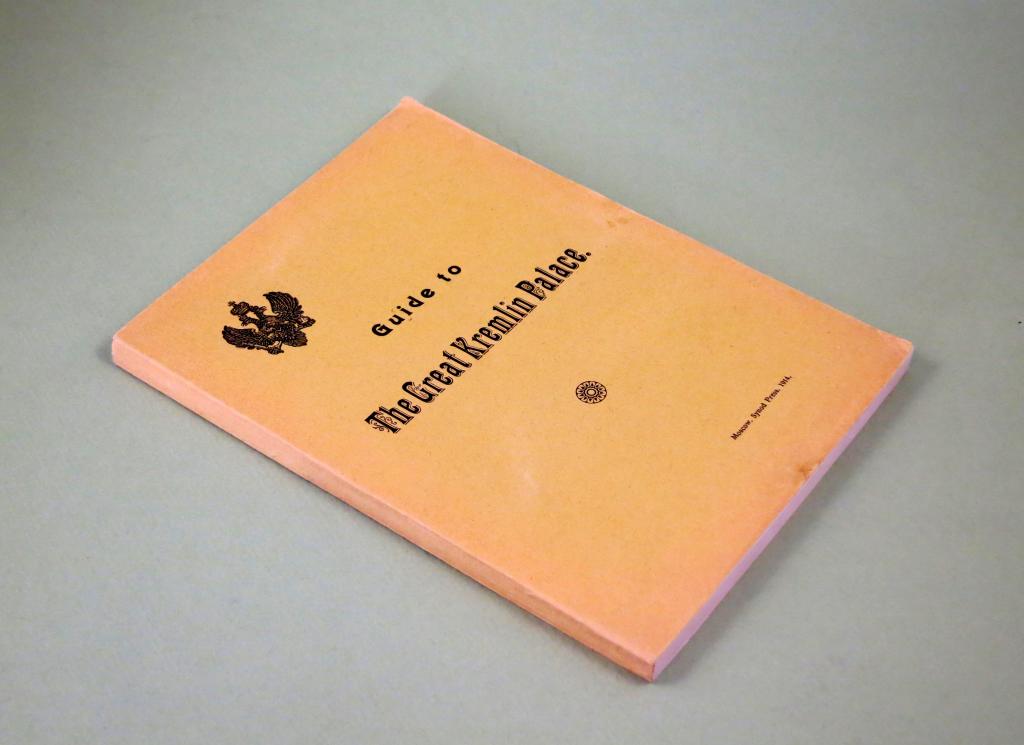 Guide to
The Great Kremlin Palace.
Moscow. Synod Press. 1914.